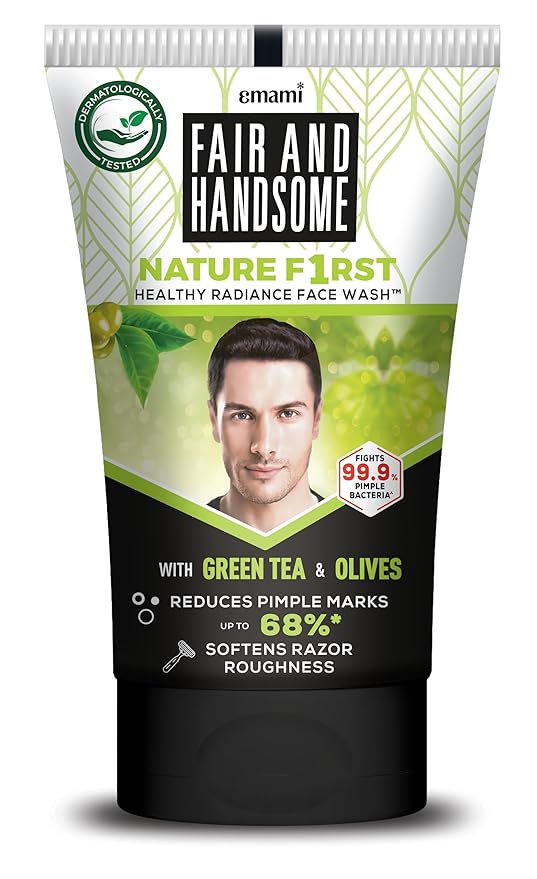 DERMATOLOGICALLY
TESTED
emami
FAIR AND
HANDSOME
NATURE F1RST
HEALTHY RADIANCE FACE WASH™
FIGHTS
99.9%
PIMPLE
BACTERIA^
WITH GREEN TEA & OLIVES
REDUCES PIMPLE MARKS
UP TO 68%*
SOFTENS RAZOR
ROUGHNESS